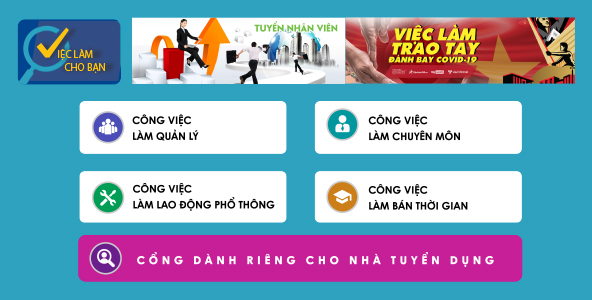 IỆC LÀM
CHO BẠN
TUYỂN NHÂN VIÊN
VIỆC LÀM
TRAO TAY
ĐÁNH BAY COVID-19
CÔNG VIỆC
LÀM QUẢN LÝ
CÔNG VIỆC
LÀM CHUYÊN MÔN
CÔNG VIỆC
LÀM LAO ĐỘNG PHỔ THÔNG
CÔNG VIỆC
LÀM BÁN THỜI GIAN
CỔNG DÀNH RIÊNG CHO NHÀ TUYỂN DỤNG